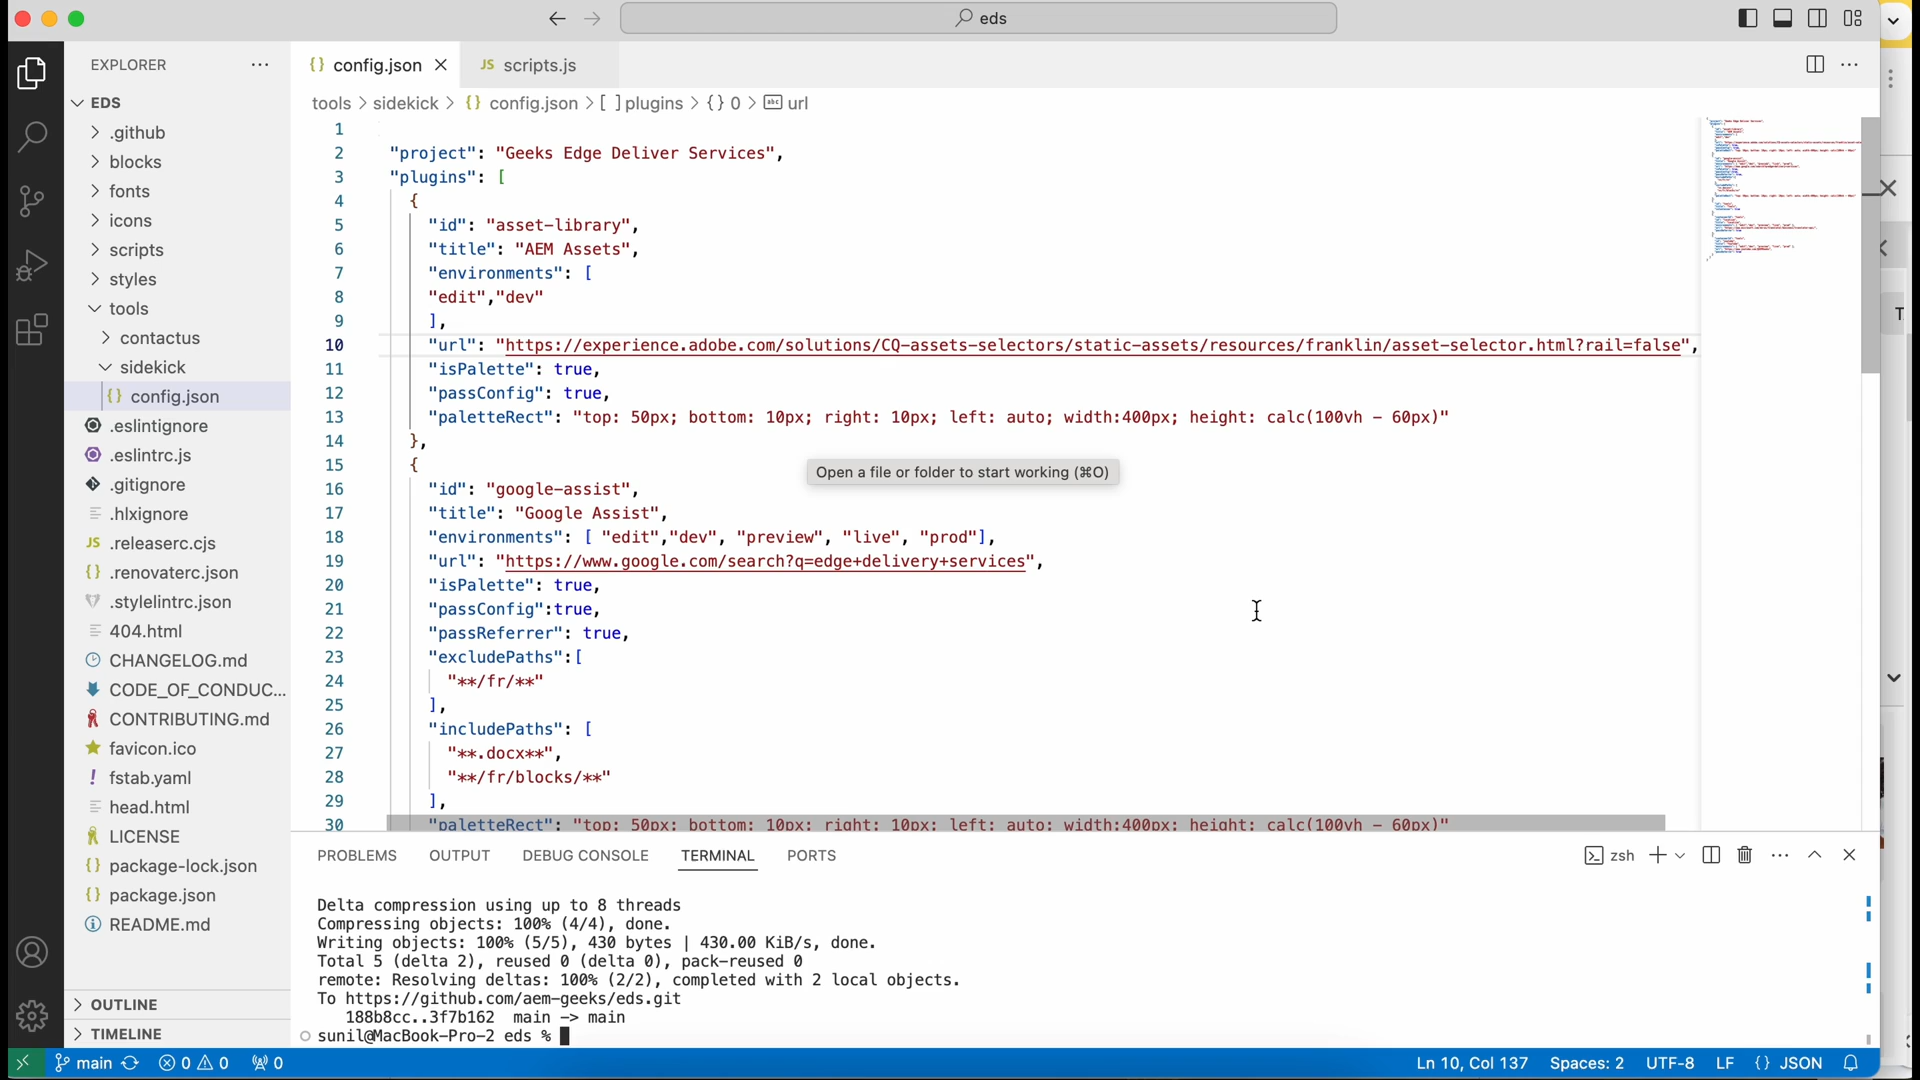 eds
EXPLORER
EDS
.github
blocks
fonts
icons
scripts
styles
tools
contactus
sidekick
{} config.json
.eslintignore
.eslintrc.js
.gitignore
.hlxignore
JS .releaserc.cjs
{} .renovaterc.json
.stylelintrc.json
404.html
CHANGELOG.md
CODE_OF_CONDUC...
CONTRIBUTING.md
favicon.ico
! fstab.yaml
head.html
LICENSE
{} package-lock.json
{} package.json
README.md
OUTLINE
TIMELINE
{} config.json
JS scripts.js
tools > sidekick > {} config.json > [ ] plugins > {} 0 > abc url
1
2 "project": "Geeks Edge Deliver Services",
3 "plugins": [
4 {
5 "id": "asset-library",
6 "title": "AEM Assets",
7 "environments": [
8 "edit","dev"
9 ],
10 "url": "https://experience.adobe.com/solutions/CQ-assets-selectors/static-assets/resources/franklin/asset-selector.html?rail=false",
11 "isPalette": true,
12 "passConfig": true,
13 "paletteRect": "top: 50px; bottom: 10px; right: 10px; left: auto; width:400px; height: calc(100vh - 60px)"
14 },
15 {
Open a file or folder to start working (⌘O)
16 "id": "google-assist",
17 "title": "Google Assist",
18 "environments": [ "edit","dev", "preview", "live", "prod"],
19 "url": "https://www.google.com/search?q=edge+delivery+services",
20 "isPalette": true,
21 "passConfig":true,
22 "passReferrer": true,
23 "excludePaths":[
24 "**/fr/**"
25 ],
26 "includePaths": [
27 "**.docx**",
28 "**/fr/blocks/**"
29 ],
30 "paletteRect": "top: 50px; bottom: 10px; right: 10px; left: auto; width:400px; height: calc(100vh - 60px)"
PROBLEMS
OUTPUT
DEBUG CONSOLE
TERMINAL
PORTS
zsh
Delta compression using up to 8 threads
Compressing objects: 100% (4/4), done.
Writing objects: 100% (5/5), 430 bytes | 430.00 KiB/s, done.
Total 5 (delta 2), reused 0 (delta 0), pack-reused 0
remote: Resolving deltas: 100% (2/2), completed with 2 local objects.
To https://github.com/aem-geeks/eds.git
188b8cc..3f7b162 main -> main
sunil@MacBook-Pro-2 eds %
main
0 0
0
Ln 10, Col 137
Spaces: 2
UTF-8
LF
{} JSON
T